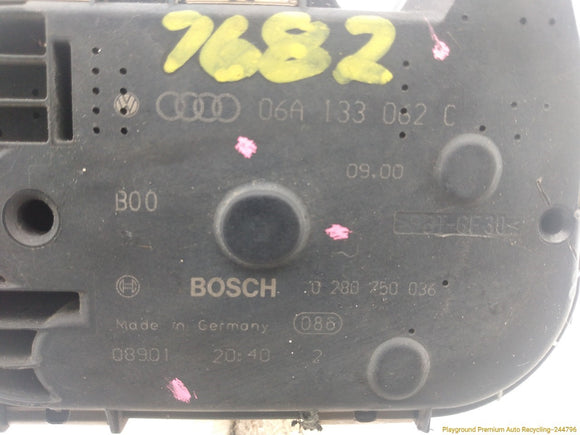 7682
06A 133 062 C
09.00
B00
BOSCH 0 280 750 036
Made in Germany 086
08901 20:40 2
Playground Premium Auto Recycling-244796